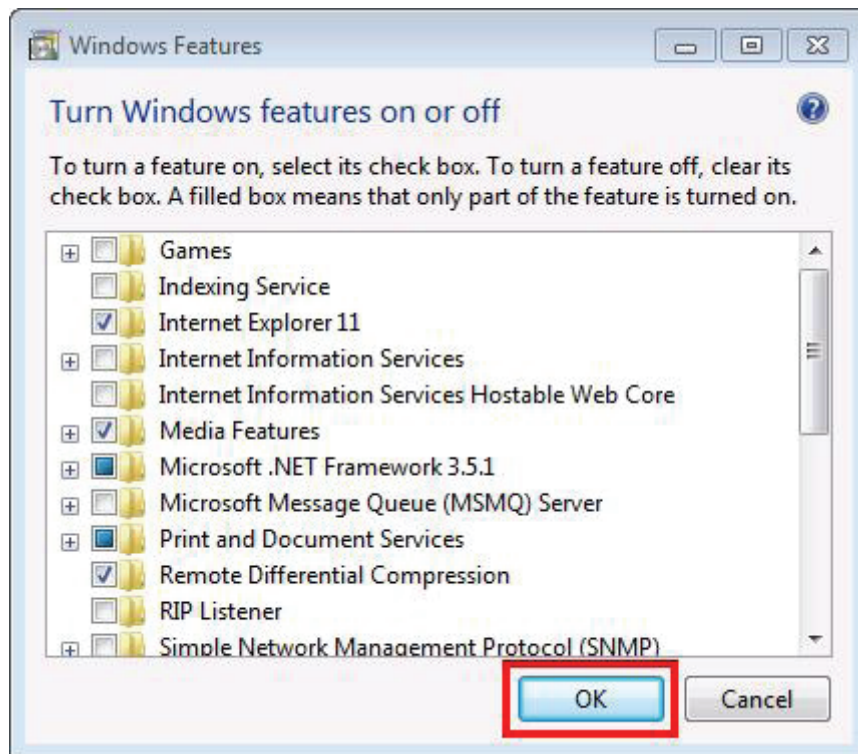 Windows Features
Turn Windows features on or off
To turn a feature on, select its check box. To turn a feature off, clear its
check box. A filled box means that only part of the feature is turned on.
Games
Indexing Service
Internet Explorer 11
Internet Information Services
Internet Information Services Hostable Web Core
Media Features
Microsoft .NET Framework 3.5.1
Microsoft Message Queue (MSMQ) Server
Print and Document Services
Remote Differential Compression
RIP Listener
Simple Network Management Protocol (SNMP)
OK Cancel